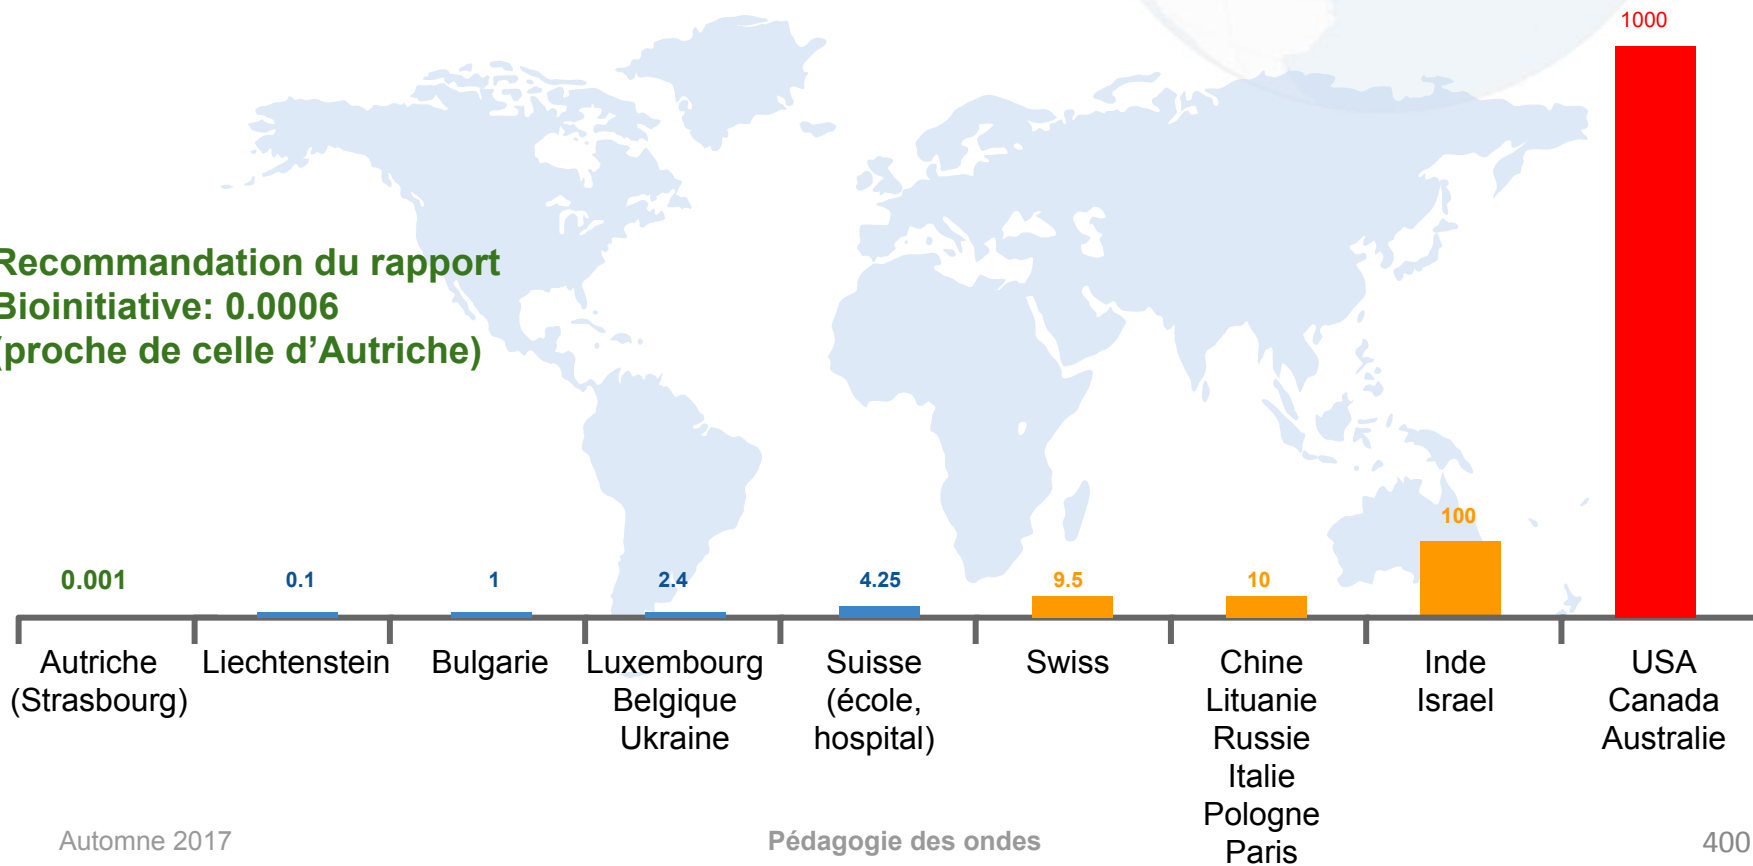 1000
Recommandation du rapport
Bioinitiative: 0.0006
(proche de celle d’Autriche)
100
0.001
0.1
1
2.4
4.25
9.5
10
Autriche
(Strasbourg)
Liechtenstein
Bulgarie
Luxembourg
Belgique
Ukraine
Suisse
(école,
hospital)
Swiss
Chine
Lituanie
Russie
Italie
Pologne
Paris
Inde
Israel
USA
Canada
Australie
Automne 2017
Pédagogie des ondes
400